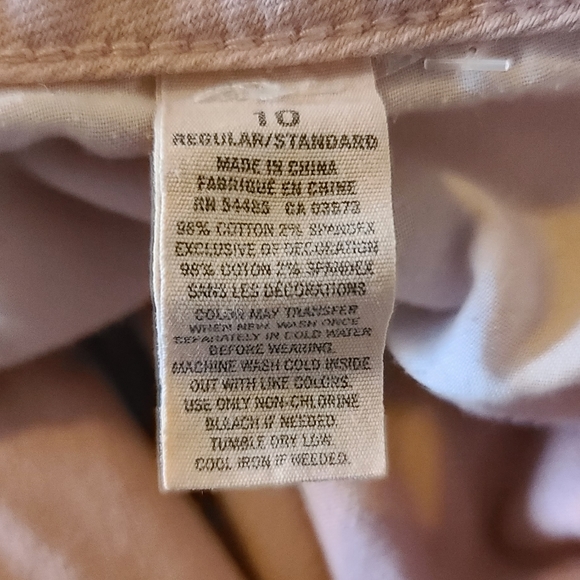 10
REGULAR/STANDARD
MADE IN CHINA
FABRIQUÉ EN CHINE
RN 54485 CA 03873
98% COTTON 2% SPANDEX
EXCLUSIVE OF DECORATION
98% COTON 2% SPANDEX
SANS LES DÉCORATIONS
COLOR MAY TRANSFER
WHEN NEW. WASH ONCE
SEPARATELY IN COLD WATER
BEFORE WEARING.
MACHINE WASH COLD INSIDE
OUT WITH LIKE COLORS.
USE ONLY NON-CHLORINE
BLEACH IF NEEDED.
TUMBLE DRY LOW.
COOL IRON IF NEEDED.